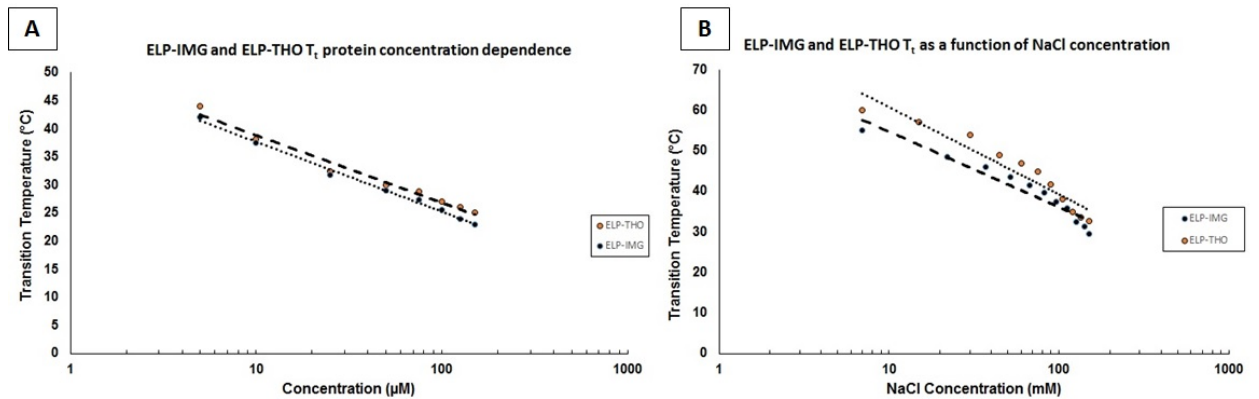 A
ELP-IMG and ELP-THO Tt protein concentration dependence
50
45
40
35
30
25
20
15
10
5
0
Transition Temperature (°C)
ELP-THO
ELP-IMG
1
10
100
1000
Concentration (µM)
B
ELP-IMG and ELP-THO Tt as a function of NaCl concentration
70
60
50
40
30
20
10
0
Transition Temperature (°C)
ELP-IMG
ELP-THO
1
10
100
1000
NaCl Concentration (mM)